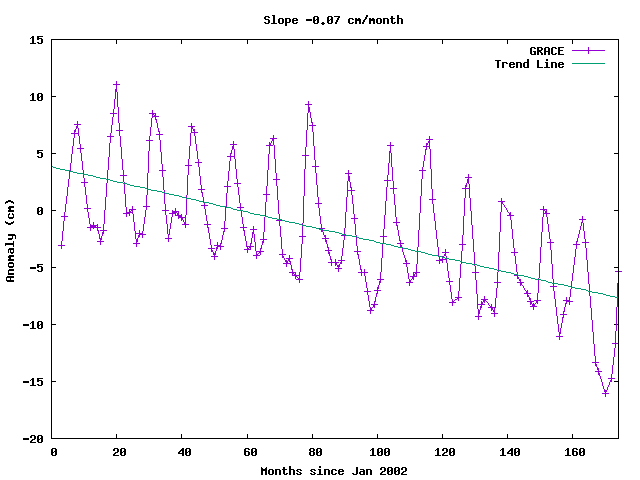 Slope -0.07 cm/month
15
10
5
0
-5
-10
-15
-20
Anomaly (cm)
GRACE
Trend Line
0 20 40 60 80 100 120 140 160
Months since Jan 2002